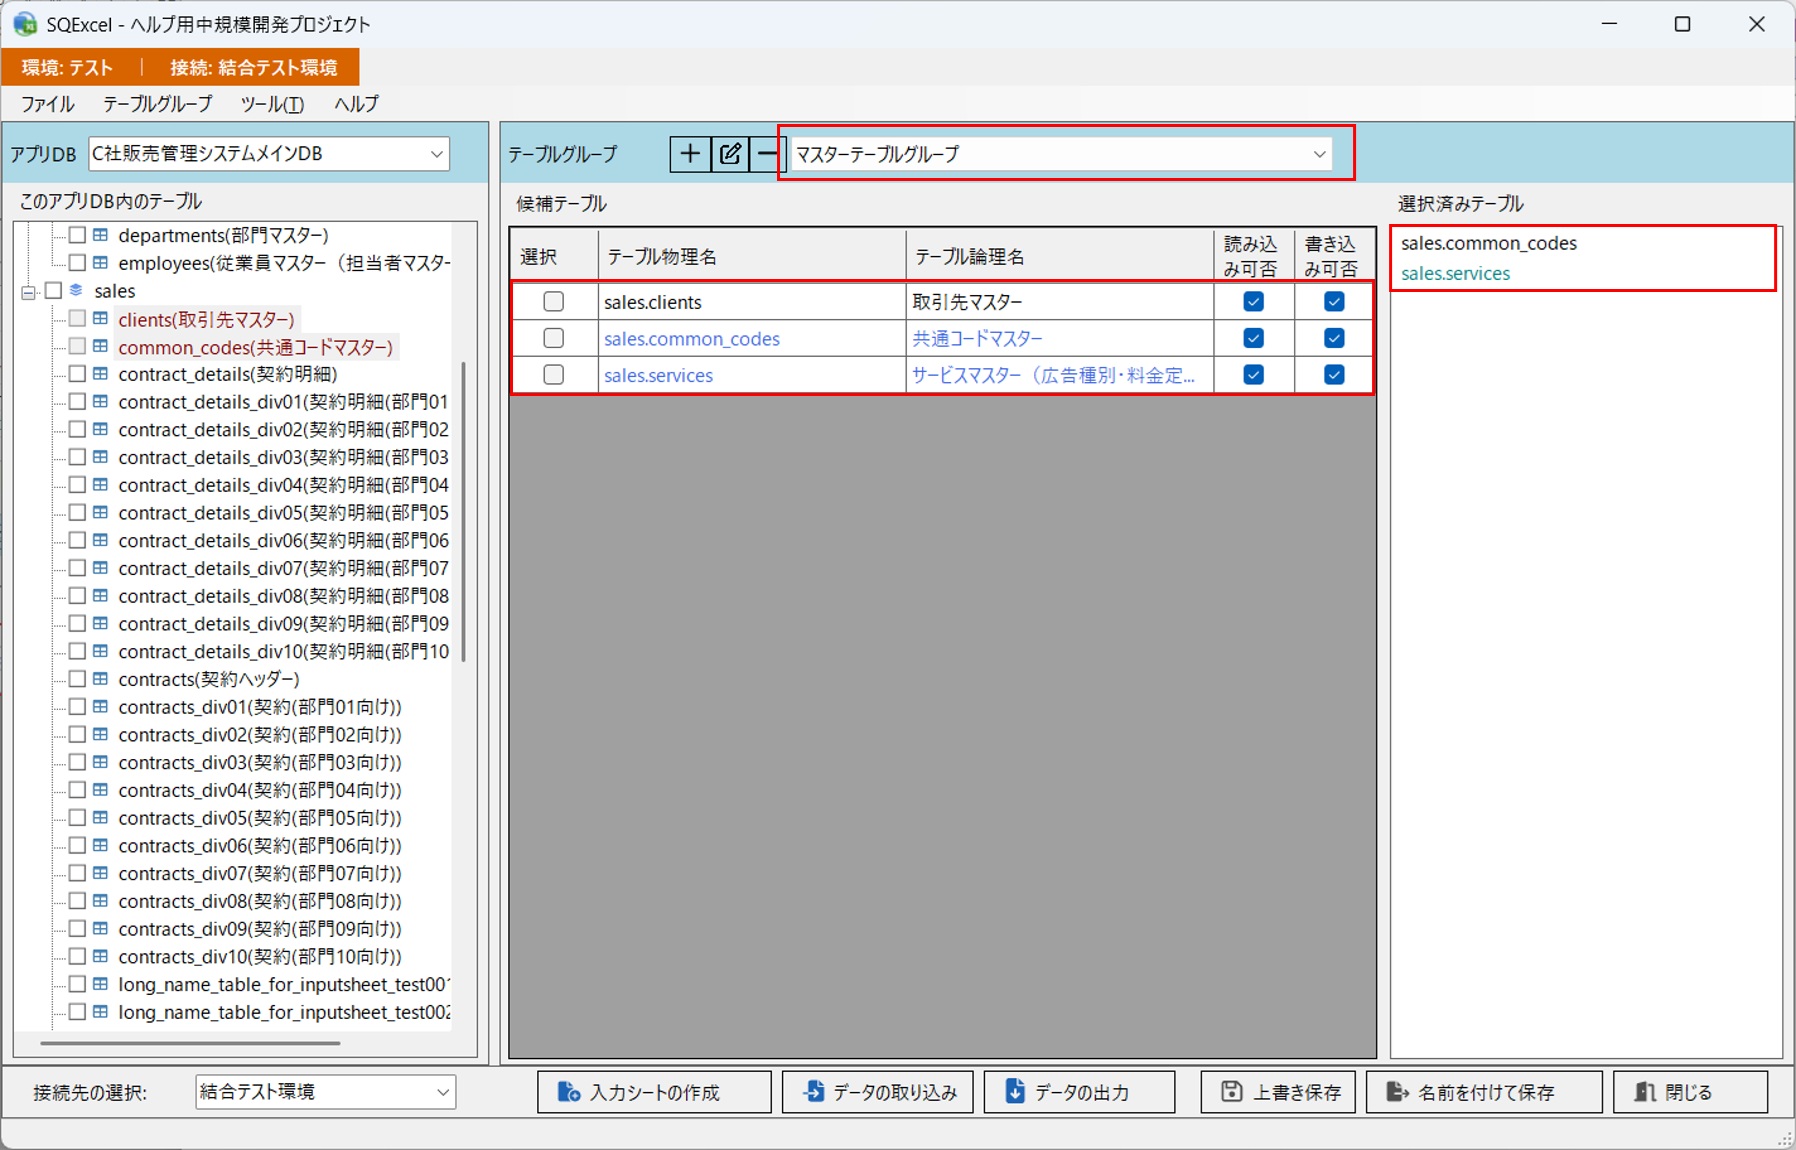 SQExcel - ヘルプ用中規模開発プロジェクト
環境: テスト | 接続: 結合テスト環境
ファイル テーブルグループ ツール(T) ヘルプ
アプリDB C社販売管理システムメインDB
テーブルグループ マスターテーブルグループ
このアプリDB内のテーブル
departments(部門マスター)
employees(従業員マスター（担当者マスタ-
sales
clients(取引先マスター)
common_codes(共通コードマスター)
contract_details(契約明細)
contract_details_div01(契約明細(部門01
contract_details_div02(契約明細(部門02
contract_details_div03(契約明細(部門03
contract_details_div04(契約明細(部門04
contract_details_div05(契約明細(部門05
contract_details_div06(契約明細(部門06
contract_details_div07(契約明細(部門07
contract_details_div08(契約明細(部門08
contract_details_div09(契約明細(部門09
contract_details_div10(契約明細(部門10
contracts(契約ヘッダー)
contracts_div01(契約(部門01向け))
contracts_div02(契約(部門02向け))
contracts_div03(契約(部門03向け))
contracts_div04(契約(部門04向け))
contracts_div05(契約(部門05向け))
contracts_div06(契約(部門06向け))
contracts_div07(契約(部門07向け))
contracts_div08(契約(部門08向け))
contracts_div09(契約(部門09向け))
contracts_div10(契約(部門10向け))
long_name_table_for_inputsheet_test001
long_name_table_for_inputsheet_test002
候補テーブル
選択 テーブル物理名 テーブル論理名 読み込み可否 書き込み可否
sales.clients 取引先マスター
sales.common_codes 共通コードマスター
sales.services サービスマスター（広告種別・料金定...
選択済みテーブル
sales.common_codes
sales.services
接続先の選択: 結合テスト環境
入力シートの作成 データの取り込み データの出力 上書き保存 名前を付けて保存 閉じる